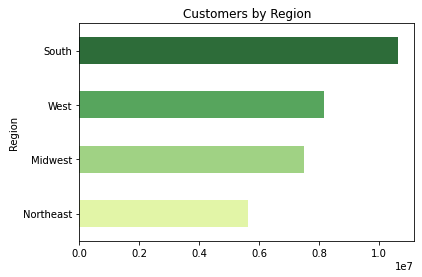 Customers by Region
South
West
Midwest
Northeast
Region
0.0 0.2 0.4 0.6 0.8 1.0
1e7